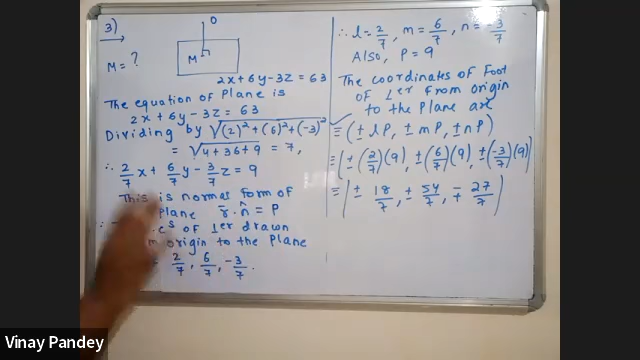 3)
O
M
M = ?
2x+6y-3z = 63
The equation of Plane is
2x+6y-3z = 63
Dividing by √(2)²+(6)²+(-3)²
= √4+36+9 = 7,
∴ 2/7 x + 6/7 y - 3/7 z = 9
This is normal form of
plane r̄.n̂ = P
∵ c s of ⊥er drawn
m origin to the Plane
2/7, 6/7, -3/7.
∴ l = 2/7, m = 6/7, n = -3/7
Also, P = 9
The coordinates of Foot
of ⊥er from origin
to the Plane are
≡ (± lP, ± mP, ± nP)
≡ (± (2/7)(9), ± (6/7)(9), ± (-3/7)(9)
≡ (± 18/7, ± 54/7, ∓ 27/7)
Vinay Pandey